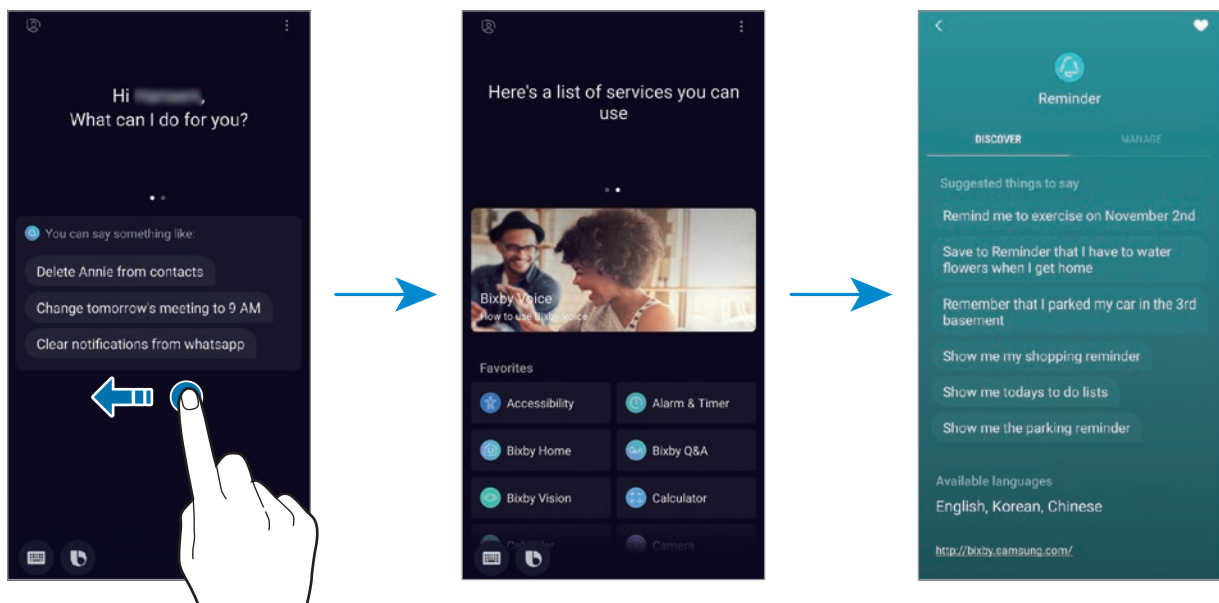 Hi ,
What can I do for you?
You can say something like:
Delete Annie from contacts
Change tomorrow's meeting to 9 AM
Clear notifications from whatsapp
Here's a list of services you can
use
Bixby Voice
How to use Bixby Voice
Favorites
Accessibility
Alarm & Timer
Bixby Home
Bixby Q&A
Bixby Vision
Calculator
Calendar
Camera
Reminder
DISCOVER
MANAGE
Suggested things to say
Remind me to exercise on November 2nd
Save to Reminder that I have to water
flowers when I get home
Remember that I parked my car in the 3rd
basement
Show me my shopping reminder
Show me todays to do lists
Show me the parking reminder
Available languages
English, Korean, Chinese
http://bixby.samsung.com/